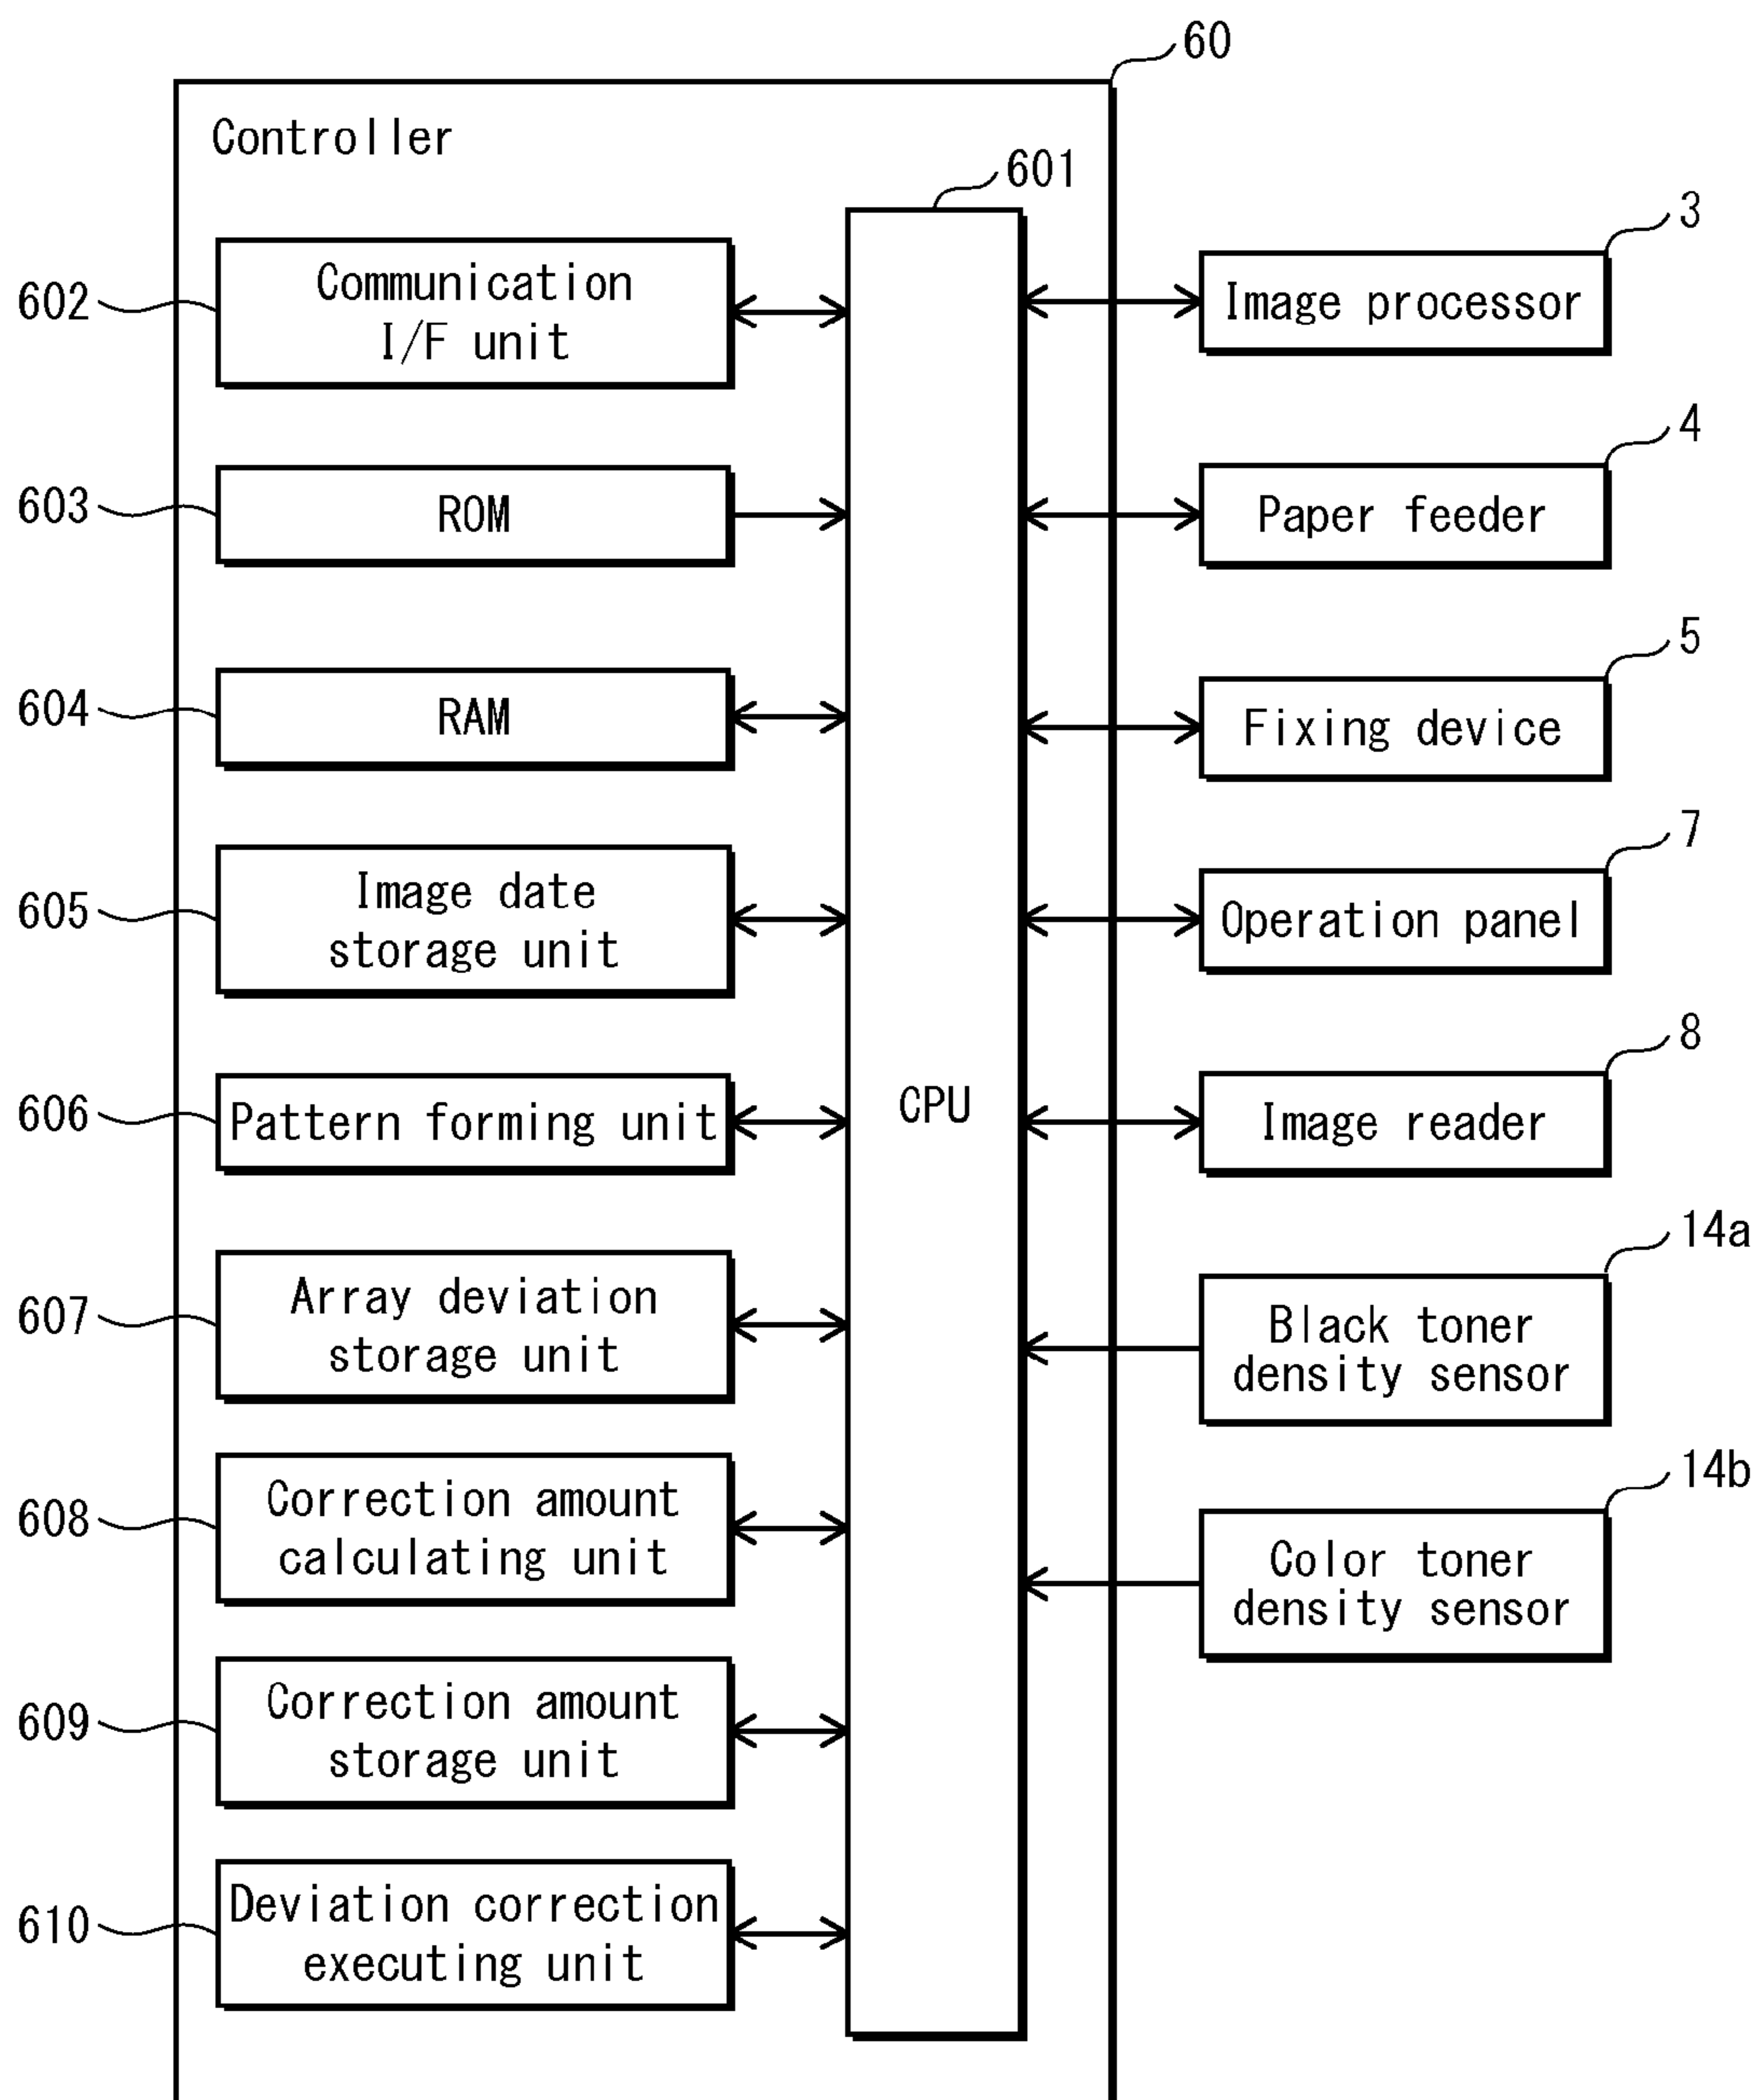 60
Controller
601
602
Communication
I/F unit
603
ROM
604
RAM
605
Image date
storage unit
606
Pattern forming unit
607
Array deviation
storage unit
608
Correction amount
calculating unit
609
Correction amount
storage unit
610
Deviation correction
executing unit
CPU
3
Image processor
4
Paper feeder
5
Fixing device
7
Operation panel
8
Image reader
14a
Black toner
density sensor
14b
Color toner
density sensor